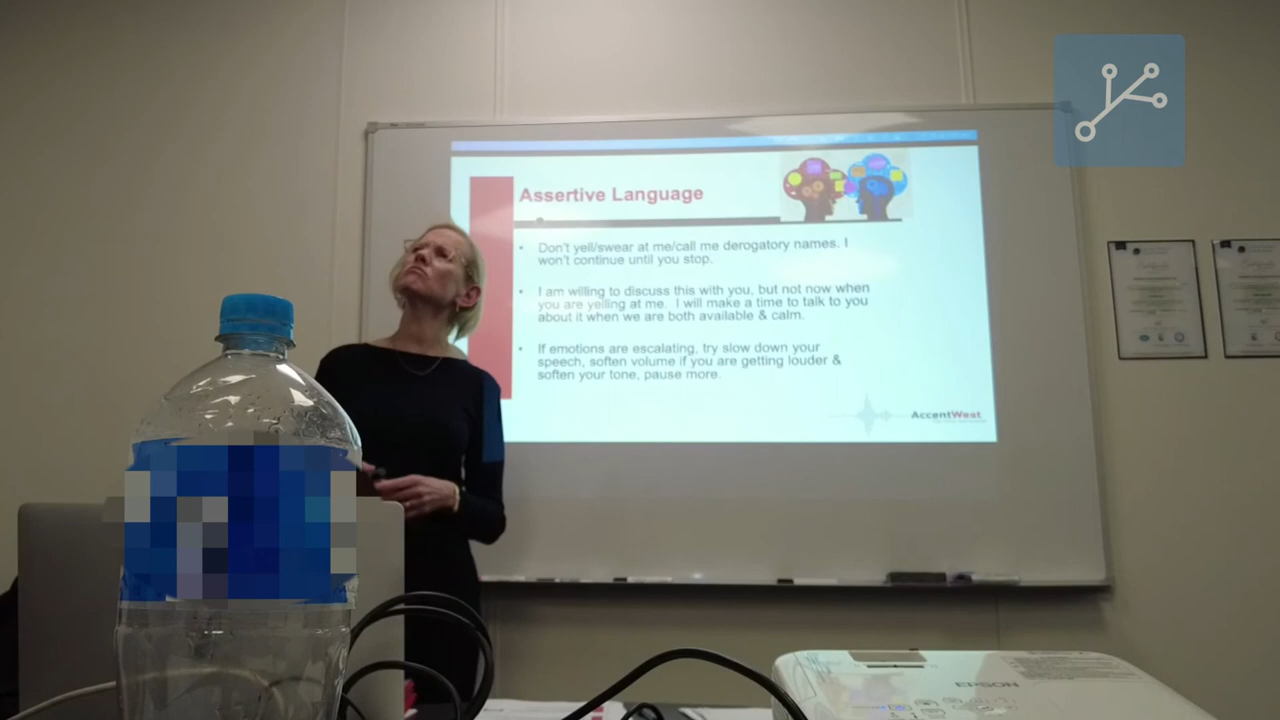 Assertive Language
• Don't yell/swear at me/call me derogatory names. I
won't continue until you stop.
• I am willing to discuss this with you, but not now when
you are yelling at me. I will make a time to talk to you
about it when we are both available & calm.
• If emotions are escalating, try slow down your
speech, soften volume if you are getting louder &
soften your tone, pause more.
AccentWest
EPSON